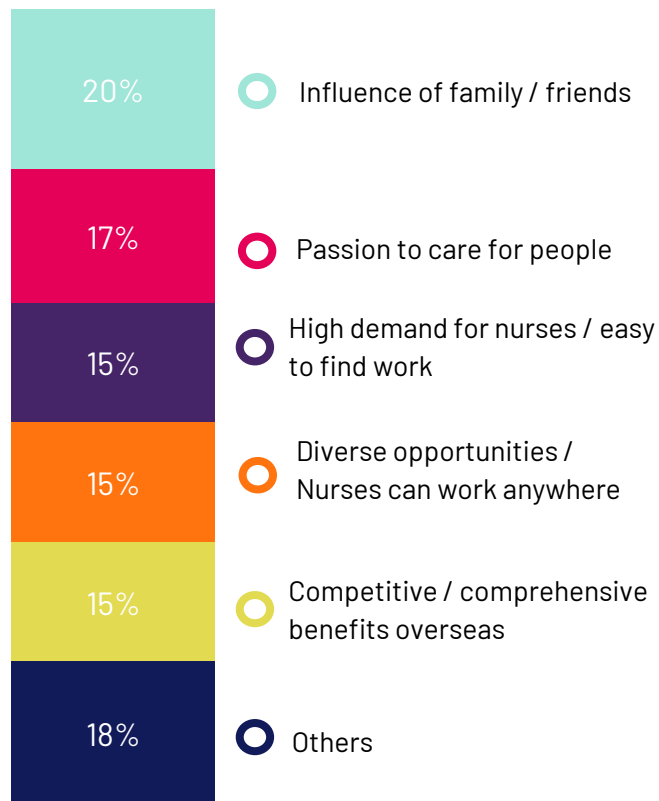 20%
Influence of family / friends
17%
Passion to care for people
15%
High demand for nurses / easy
to find work
15%
Diverse opportunities /
Nurses can work anywhere
15%
Competitive / comprehensive
benefits overseas
18%
Others